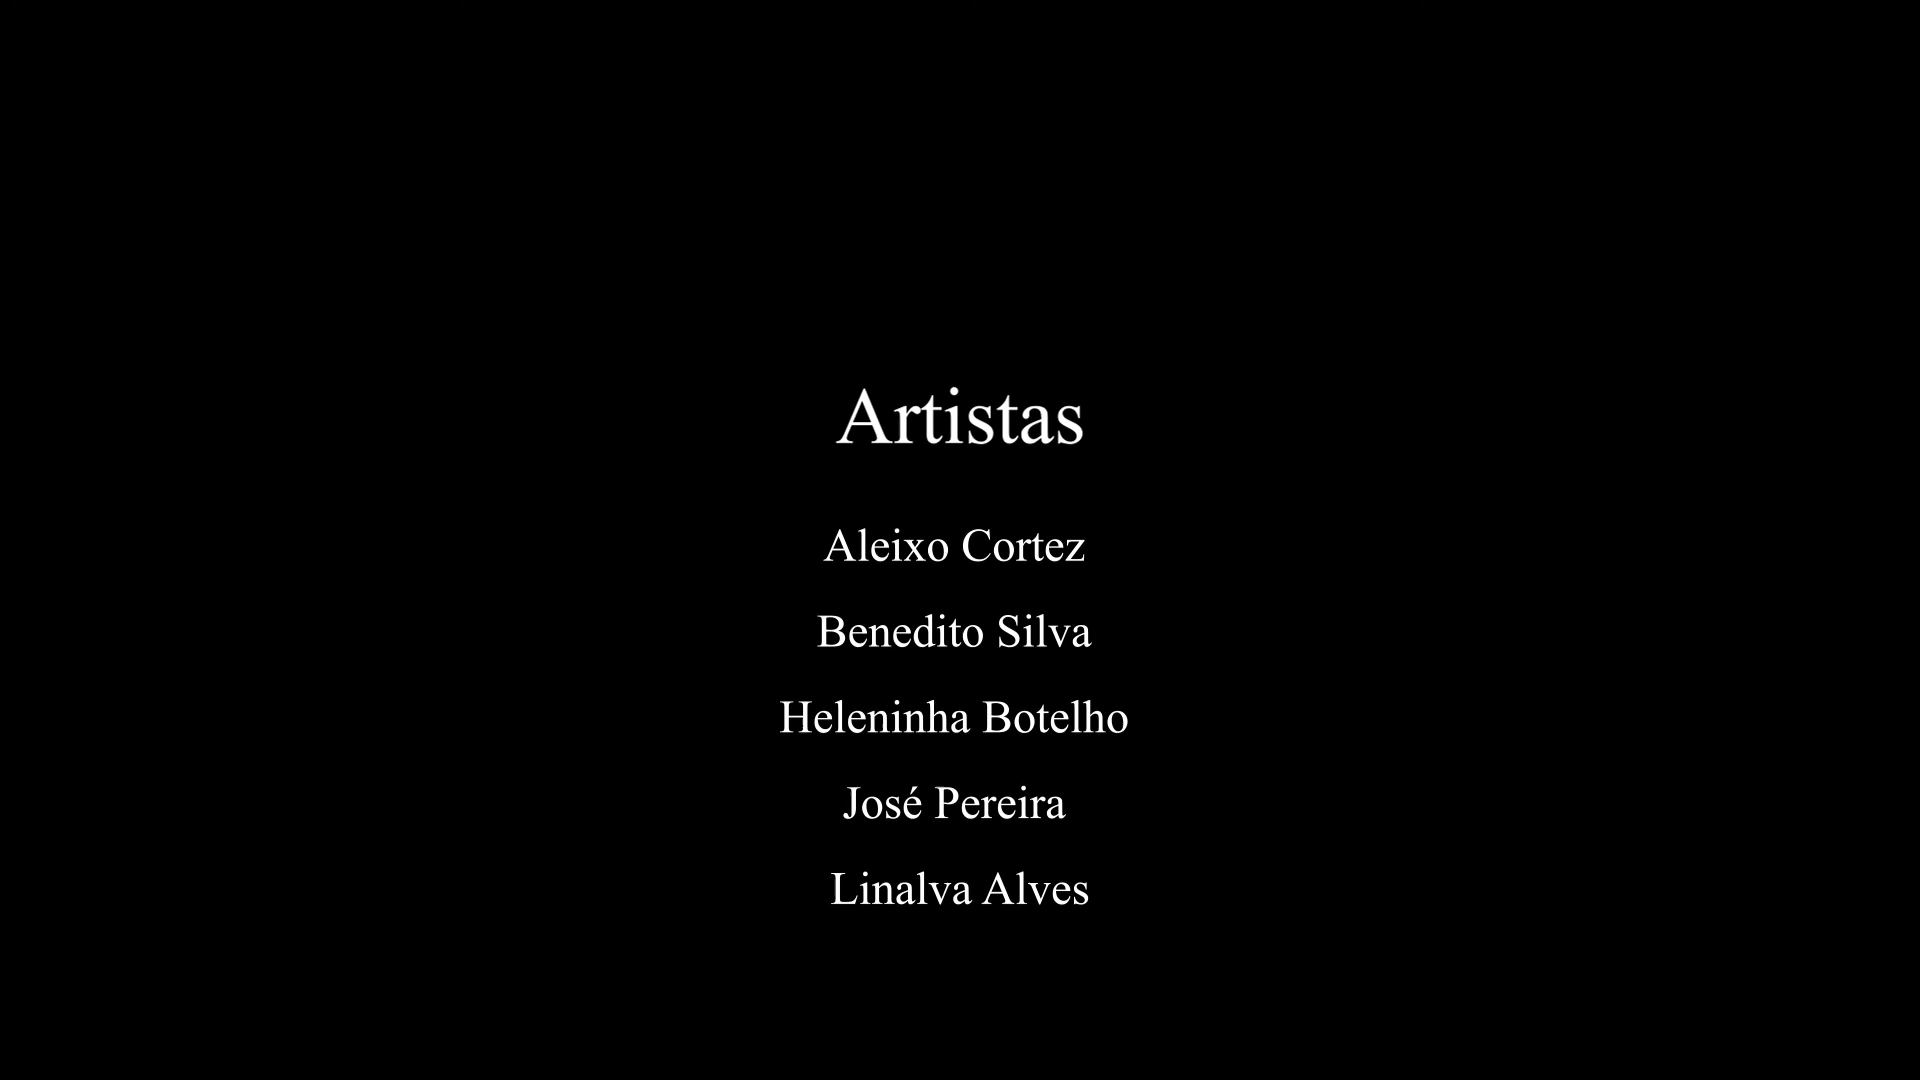 Artistas
Aleixo Cortez
Benedito Silva
Heleninha Botelho
José Pereira
Linalva Alves